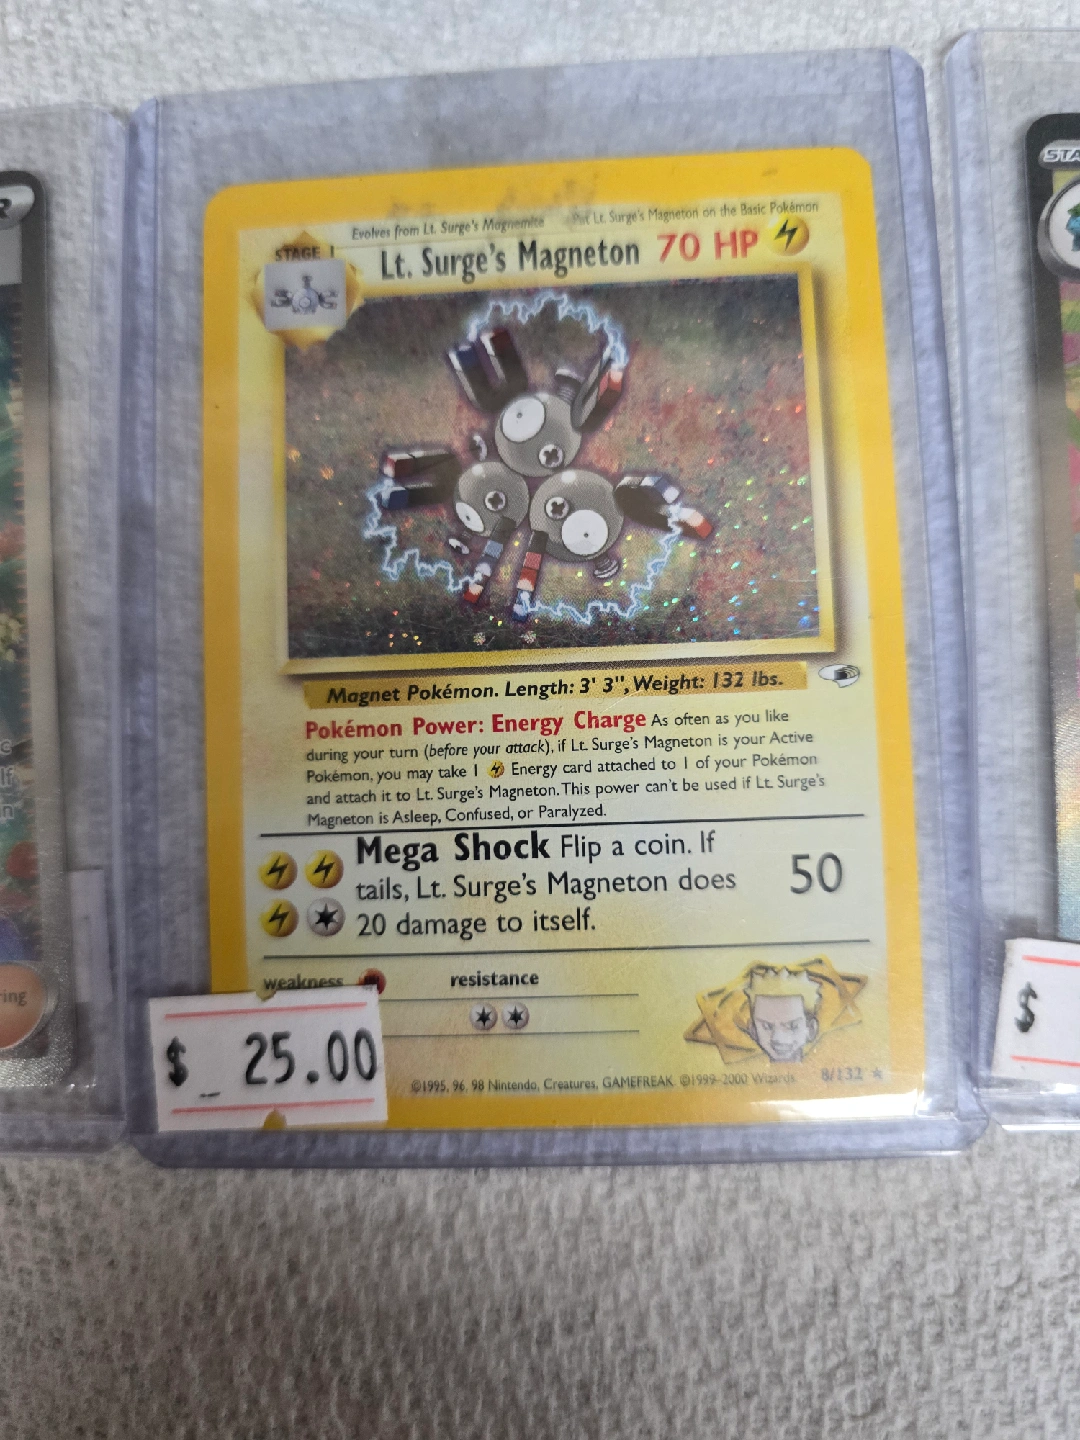 Evolves from Lt. Surge's Magnemite Put Lt. Surge's Magneton on the Basic Pokémon
STAGE 1
Lt. Surge's Magneton 70 HP
Magnet Pokémon. Length: 3' 3", Weight: 132 lbs.
Pokémon Power: Energy Charge As often as you like
during your turn (before your attack), if Lt. Surge's Magneton is your Active
Pokémon, you may take 1 Energy card attached to 1 of your Pokémon
and attach it to Lt. Surge's Magneton. This power can't be used if Lt. Surge's
Magneton is Asleep, Confused, or Paralyzed.
Mega Shock Flip a coin. If
tails, Lt. Surge's Magneton does 50
20 damage to itself.
weakness resistance
©1995, 96, 98 Nintendo, Creatures, GAMEFREAK. ©1999-2000 Wizards. 8/132 ★
$ 25.00
STA
R
ring
$